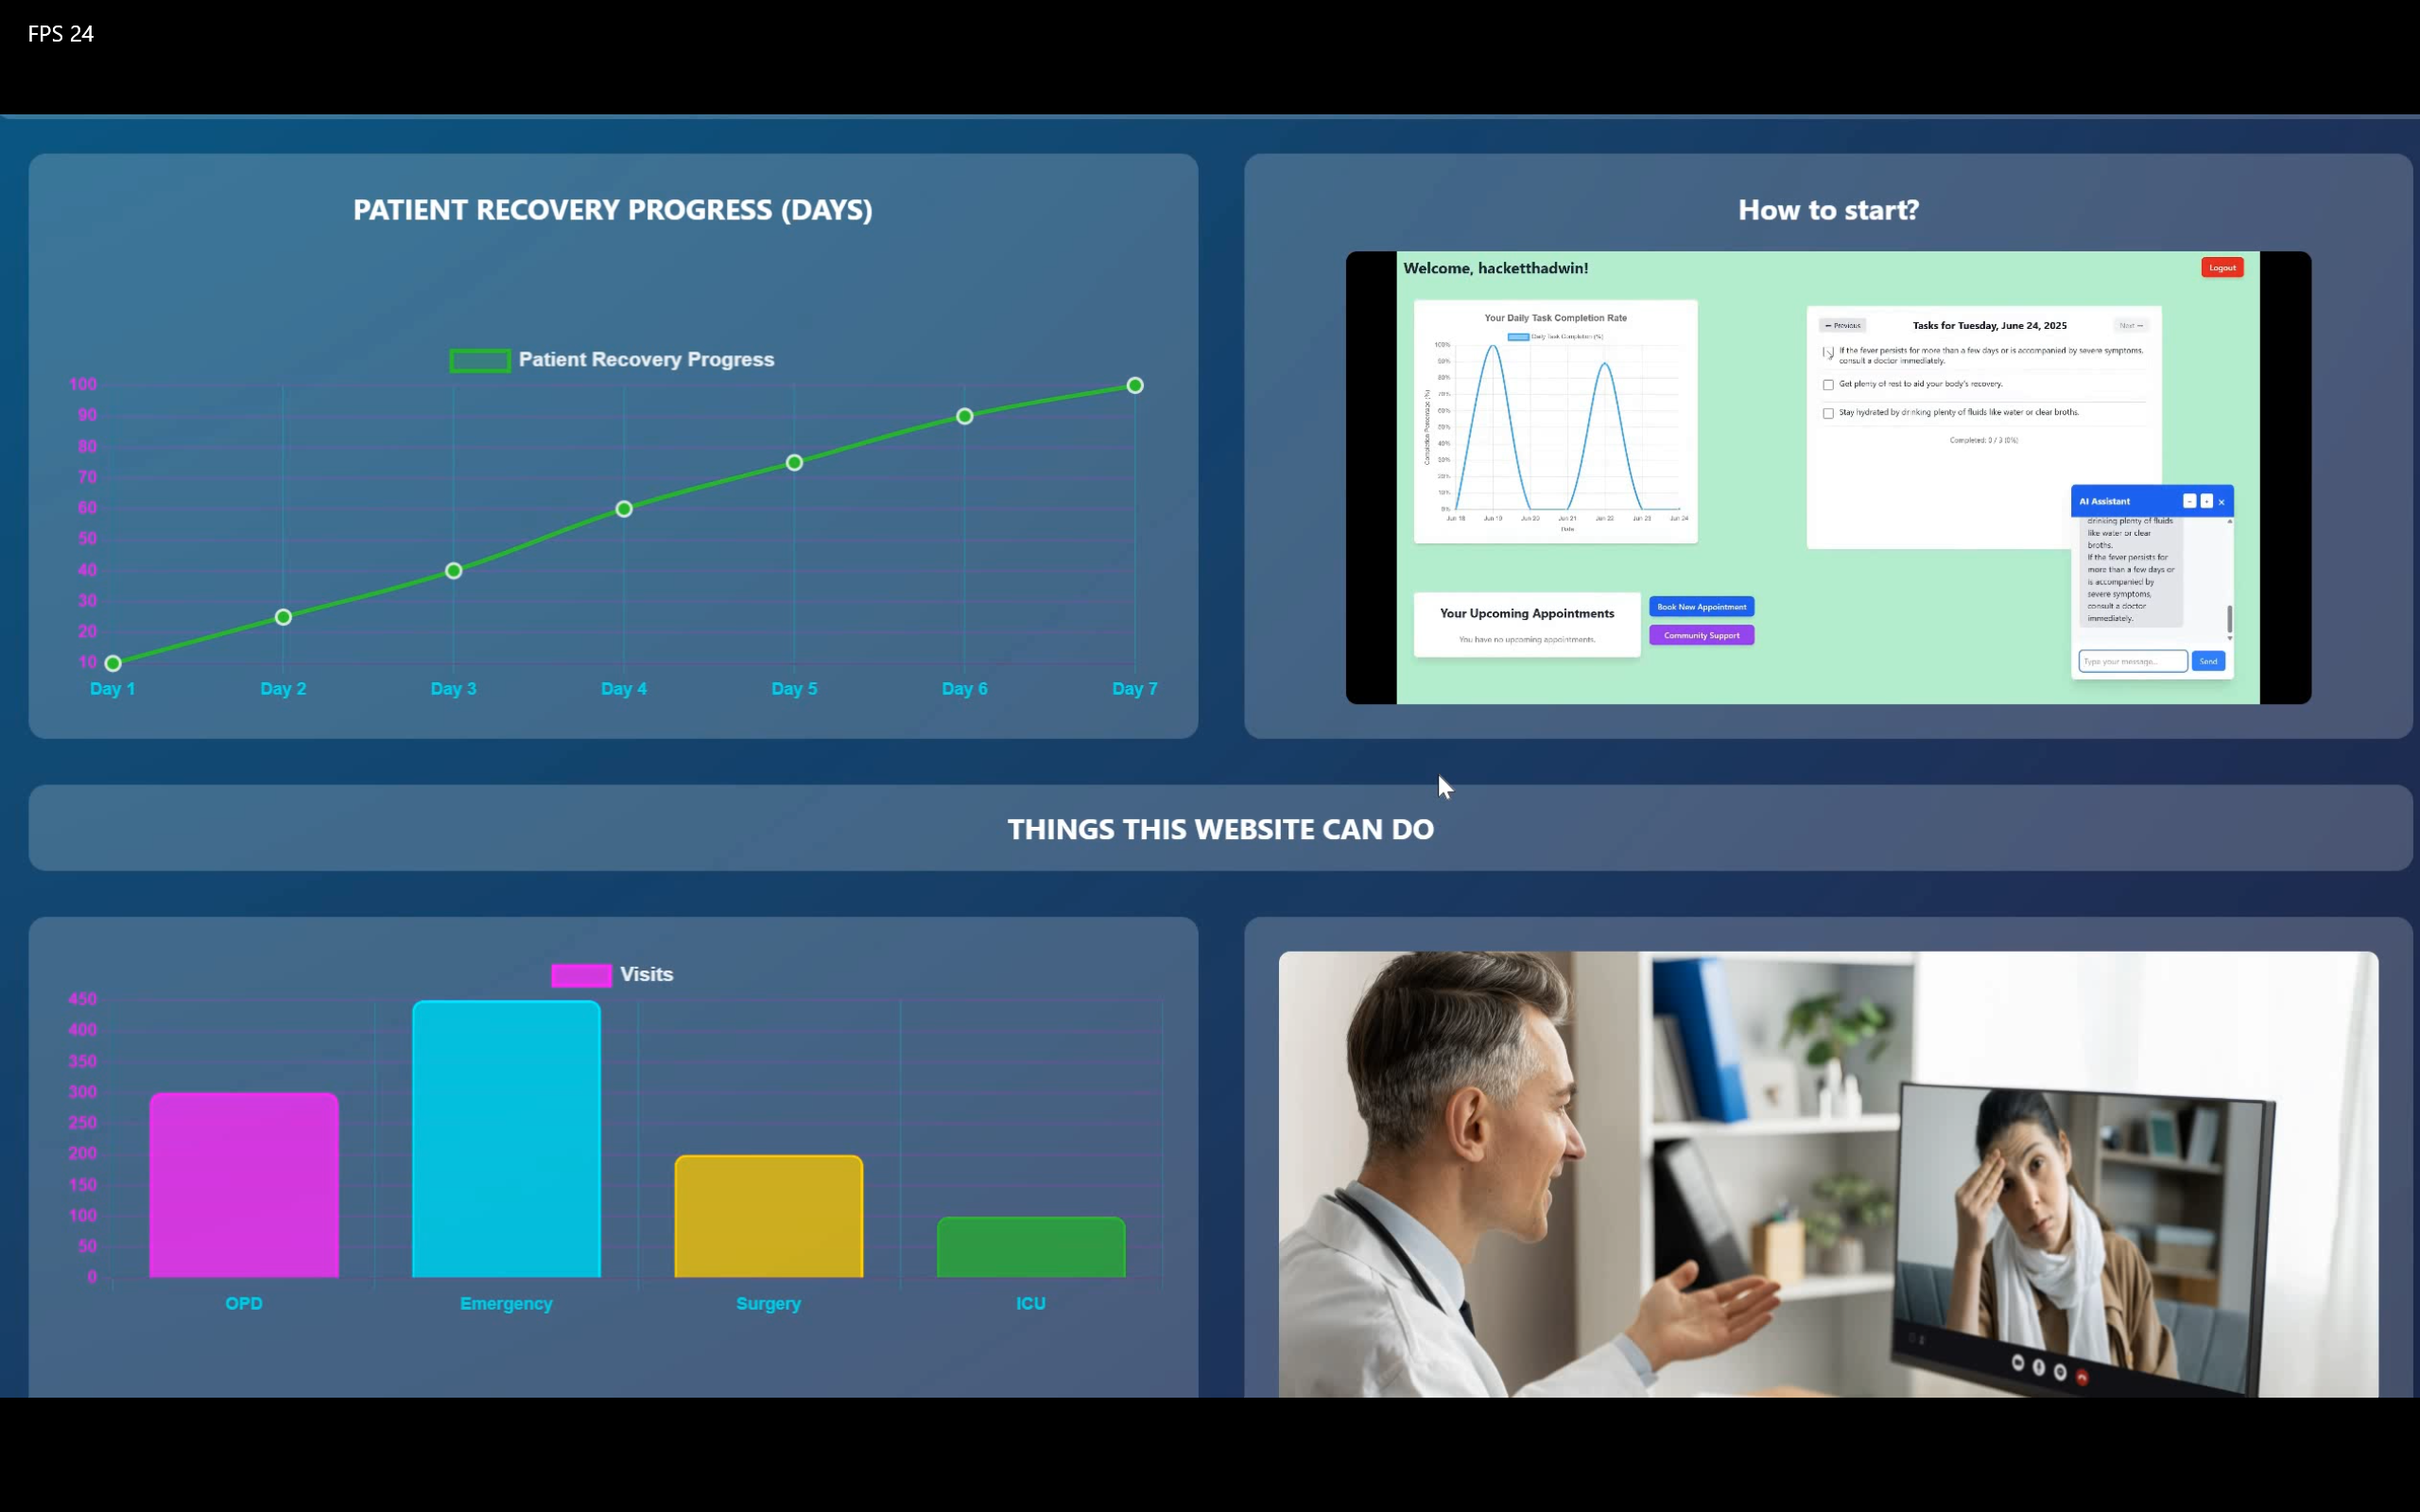 FPS 24
PATIENT RECOVERY PROGRESS (DAYS)
Patient Recovery Progress
100
90
80
70
60
50
40
30
20
10
Day 1 Day 2 Day 3 Day 4 Day 5 Day 6 Day 7
How to start?
Welcome, hacketthadwin!
Logout
Your Daily Task Completion Rate
Daily Task Completion (%)
Completion Percentage (%)
100%
90%
80%
70%
60%
50%
40%
30%
20%
10%
0%
Jun 18 Jun 19 Jun 20 Jun 21 Jun 22 Jun 23 Jun 24
Date
← Previous
Tasks for Tuesday, June 24, 2025
Next →
If the fever persists for more than a few days or is accompanied by severe symptoms,
consult a doctor immediately.
Get plenty of rest to aid your body's recovery.
Stay hydrated by drinking plenty of fluids like water or clear broths.
Completed: 0 / 3 (0%)
AI Assistant
drinking plenty of fluids
like water or clear
broths.
If the fever persists for
more than a few days or
is accompanied by
severe symptoms,
consult a doctor
immediately.
Type your message...
Send
Your Upcoming Appointments
You have no upcoming appointments.
Book New Appointment
Community Support
THINGS THIS WEBSITE CAN DO
Visits
450
400
350
300
250
200
150
100
50
0
OPD Emergency Surgery ICU